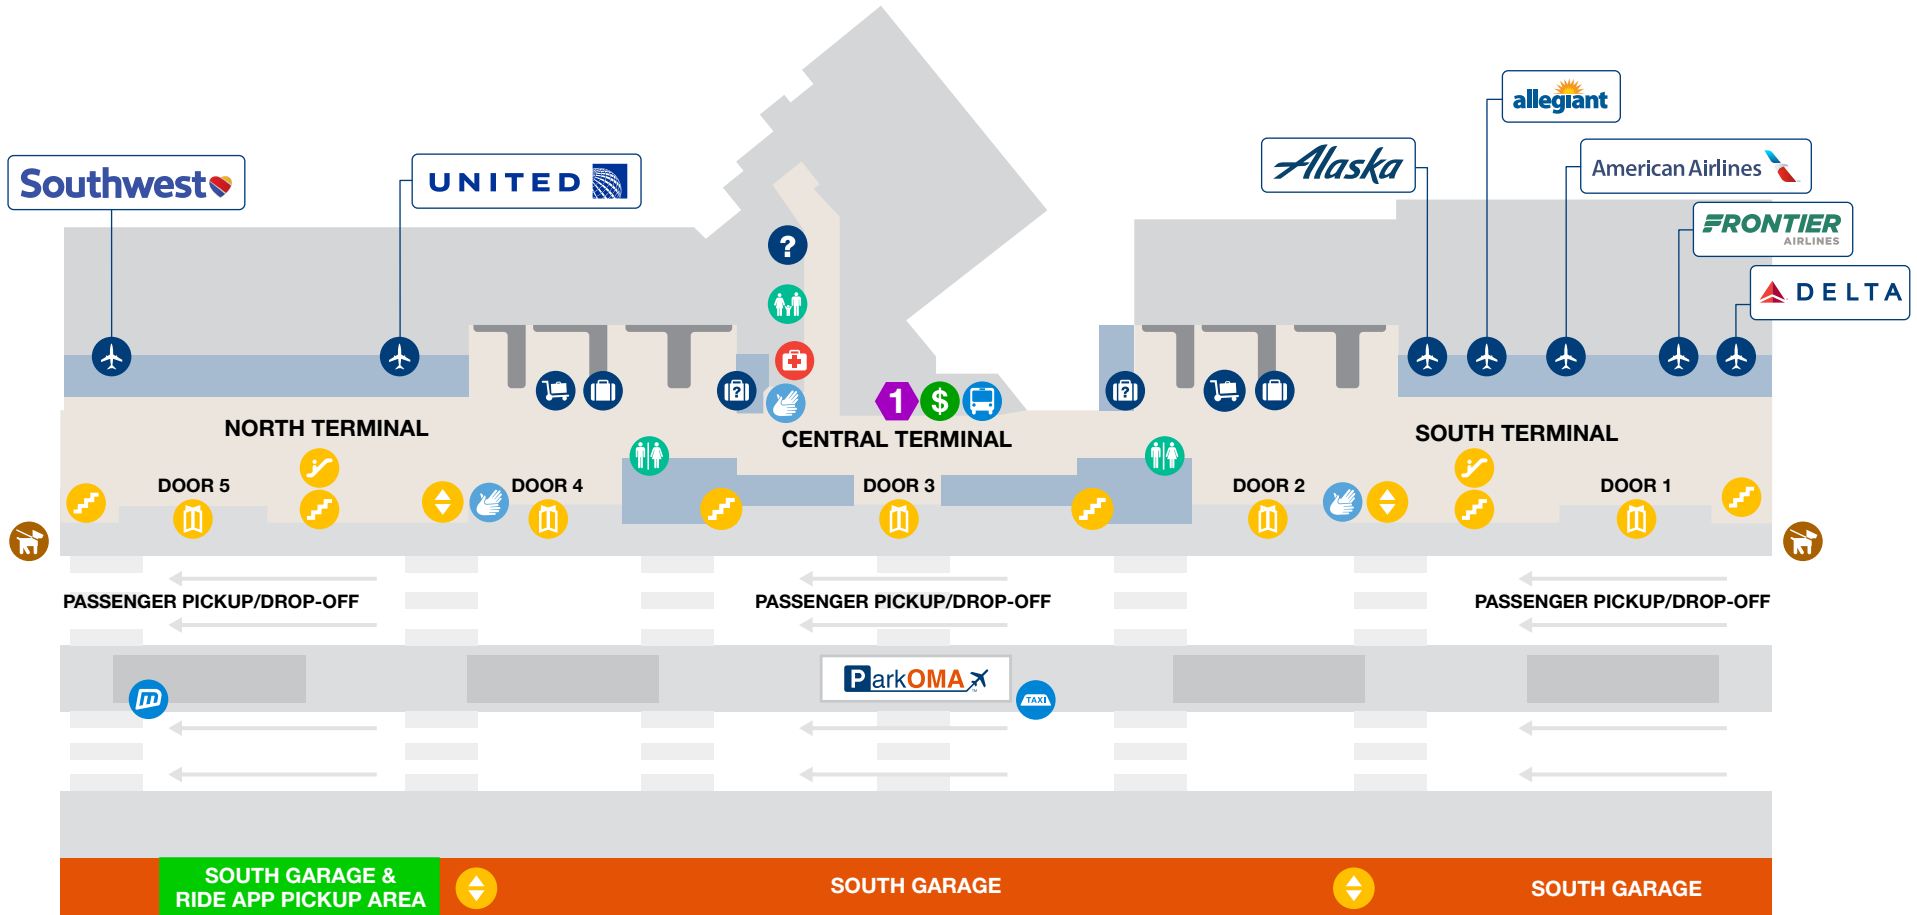 allegiant
Southwest
UNITED
Alaska
American Airlines
FRONTIER
AIRLINES
DELTA
?
?
?
1
$
NORTH TERMINAL
CENTRAL TERMINAL
SOUTH TERMINAL
DOOR 5
DOOR 4
DOOR 3
DOOR 2
DOOR 1
PASSENGER PICKUP/DROP-OFF
PASSENGER PICKUP/DROP-OFF
PASSENGER PICKUP/DROP-OFF
ParkOMA
m
TAXI
SOUTH GARAGE &
RIDE APP PICKUP AREA
SOUTH GARAGE
SOUTH GARAGE